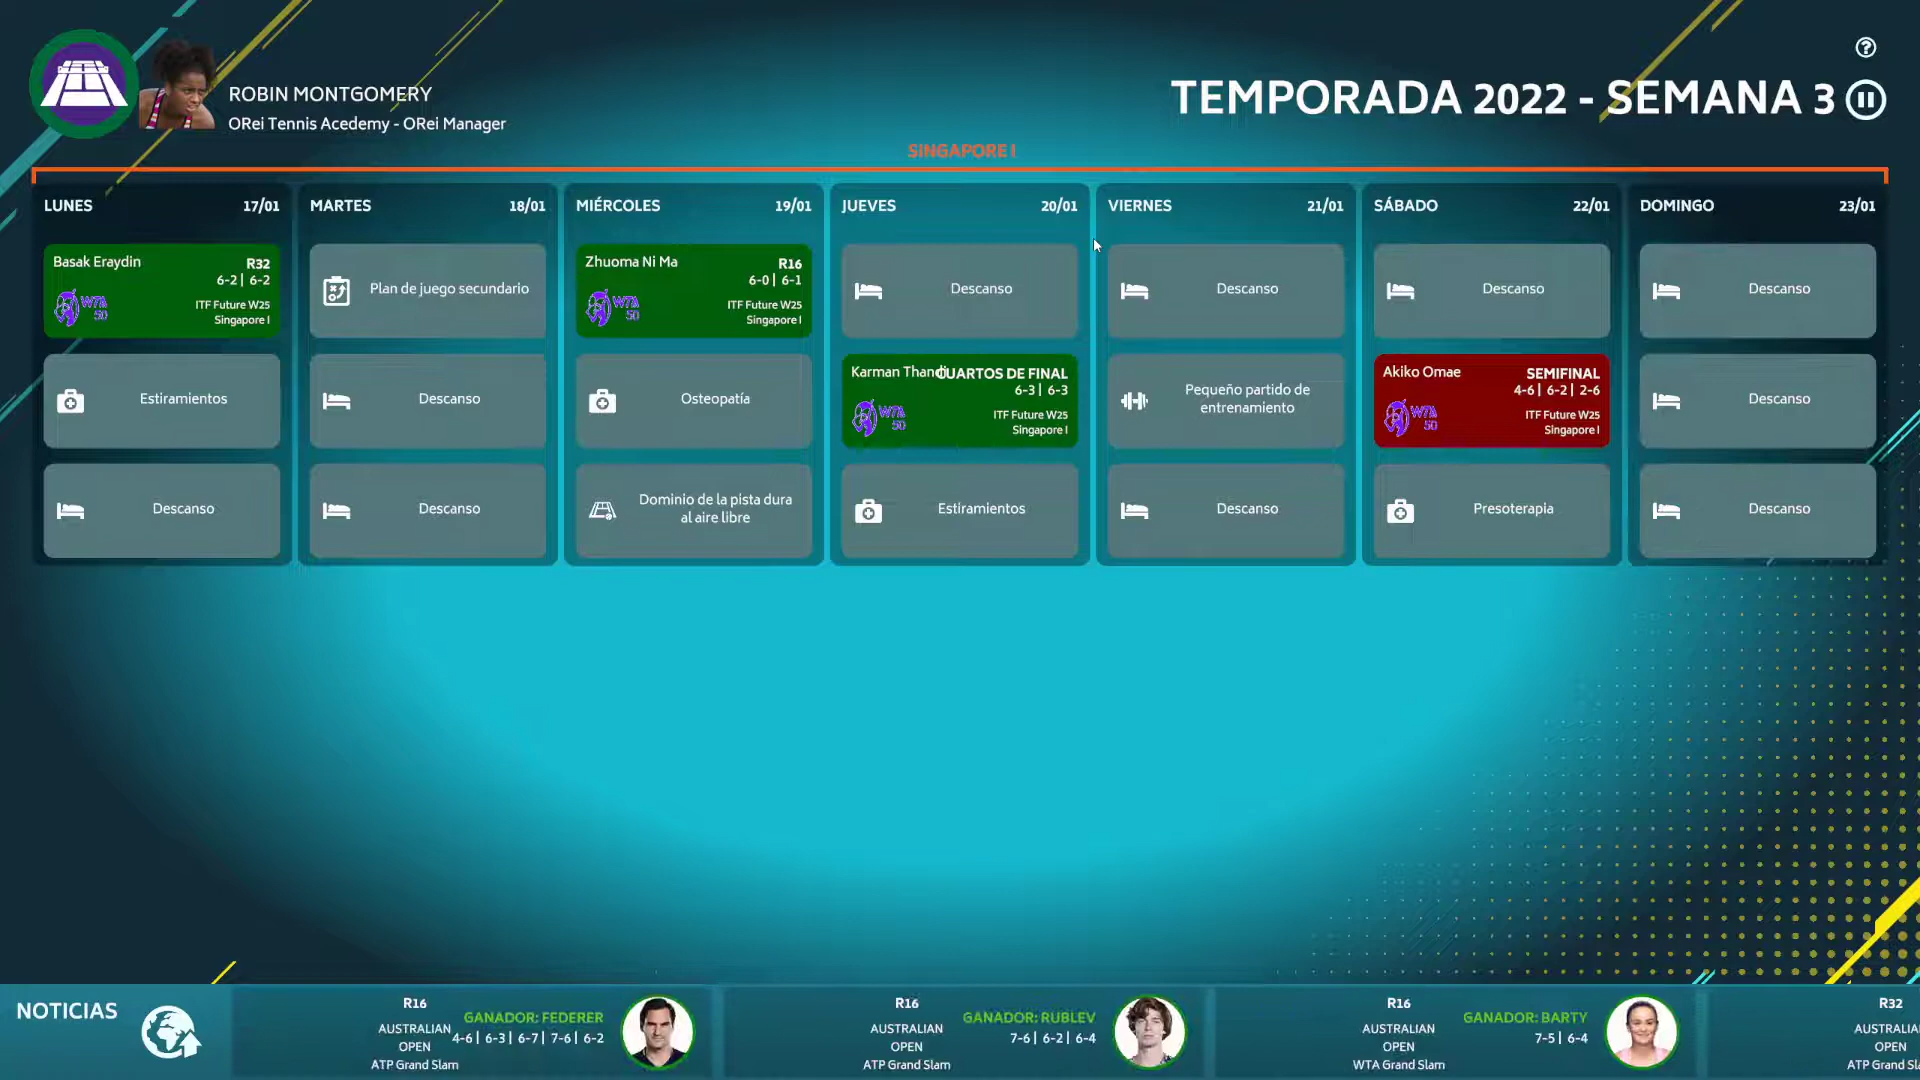 ROBIN MONTGOMERY
ORei Tennis Acedemy - ORei Manager
TEMPORADA 2022 - SEMANA 3
SINGAPORE I
LUNES 17/01
Basak Eraydin R32
6-2| 6-2
WTA 50
ITF Future W25
Singapore I
Estiramientos
Descanso
MARTES 18/01
Plan de juego secundario
Descanso
Descanso
MIÉRCOLES 19/01
Zhuoma Ni Ma R16
6-0| 6-1
WTA 50
ITF Future W25
Singapore I
Osteopatía
Dominio de la pista dura
al aire libre
JUEVES 20/01
Descanso
Karman Thandi CUARTOS DE FINAL
6-3| 6-3
WTA 50
ITF Future W25
Singapore I
Estiramientos
VIERNES 21/01
Descanso
Pequeño partido de
entrenamiento
Descanso
SÁBADO 22/01
Descanso
Akiko Omae SEMIFINAL
4-6| 6-2| 2-6
WTA 50
ITF Future W25
Singapore I
Presoterapia
DOMINGO 23/01
Descanso
Descanso
Descanso
NOTICIAS
R16
AUSTRALIAN
OPEN
ATP Grand Slam
GANADOR: FEDERER
4-6| 6-3| 6-7| 7-6| 6-2
R16
AUSTRALIAN
OPEN
ATP Grand Slam
GANADOR: RUBLEV
7-6| 6-2| 6-4
R16
AUSTRALIAN
OPEN
WTA Grand Slam
GANADOR: BARTY
7-5| 6-4
R32
AUSTRALIA
OPEN
ATP Grand Sl